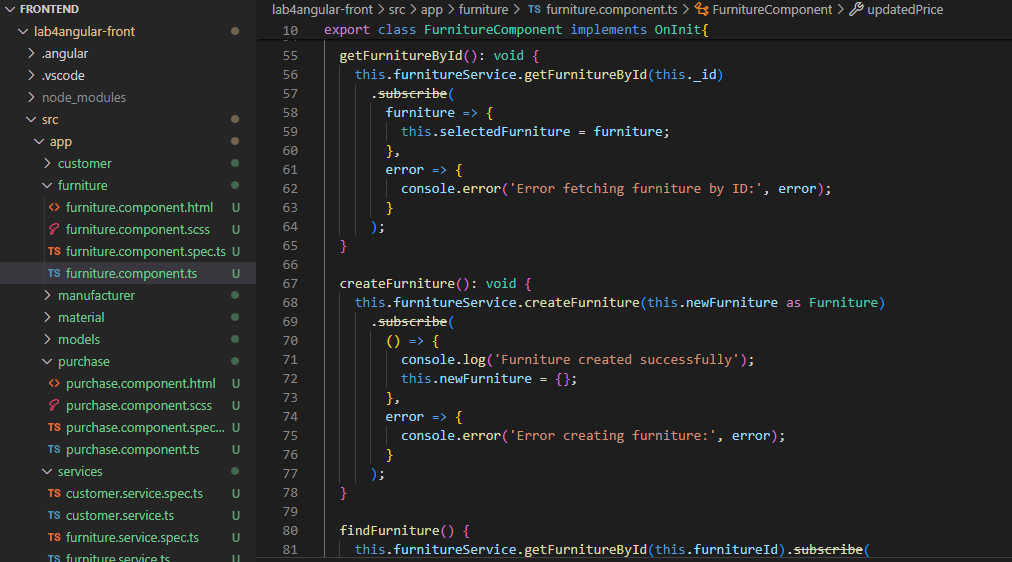 FRONTEND
lab4angular-front
.angular
.vscode
node_modules
src
app
customer
furniture
furniture.component.html U
furniture.component.scss U
TS furniture.component.spec.ts U
TS furniture.component.ts U
manufacturer
material
models
purchase
purchase.component.html U
purchase.component.scss U
TS purchase.component.spec... U
TS purchase.component.ts U
services
TS customer.service.spec.ts U
TS customer.service.ts U
TS furniture.service.spec.ts U
TS furniture.service.ts U
lab4angular-front > src > app > furniture > TS furniture.component.ts > FurnitureComponent > updatedPrice
10 export class FurnitureComponent implements OnInit{
55 getFurnitureById(): void {
56 this.furnitureService.getFurnitureById(this._id)
57 .subscribe(
58 furniture => {
59 this.selectedFurniture = furniture;
60 },
61 error => {
62 console.error('Error fetching furniture by ID:', error);
63 }
64 );
65 }
66
67 createFurniture(): void {
68 this.furnitureService.createFurniture(this.newFurniture as Furniture)
69 .subscribe(
70 () => {
71 console.log('Furniture created successfully');
72 this.newFurniture = {};
73 },
74 error => {
75 console.error('Error creating furniture:', error);
76 }
77 );
78 }
79
80 findFurniture() {
81 this.furnitureService.getFurnitureById(this.furnitureId).subscribe(